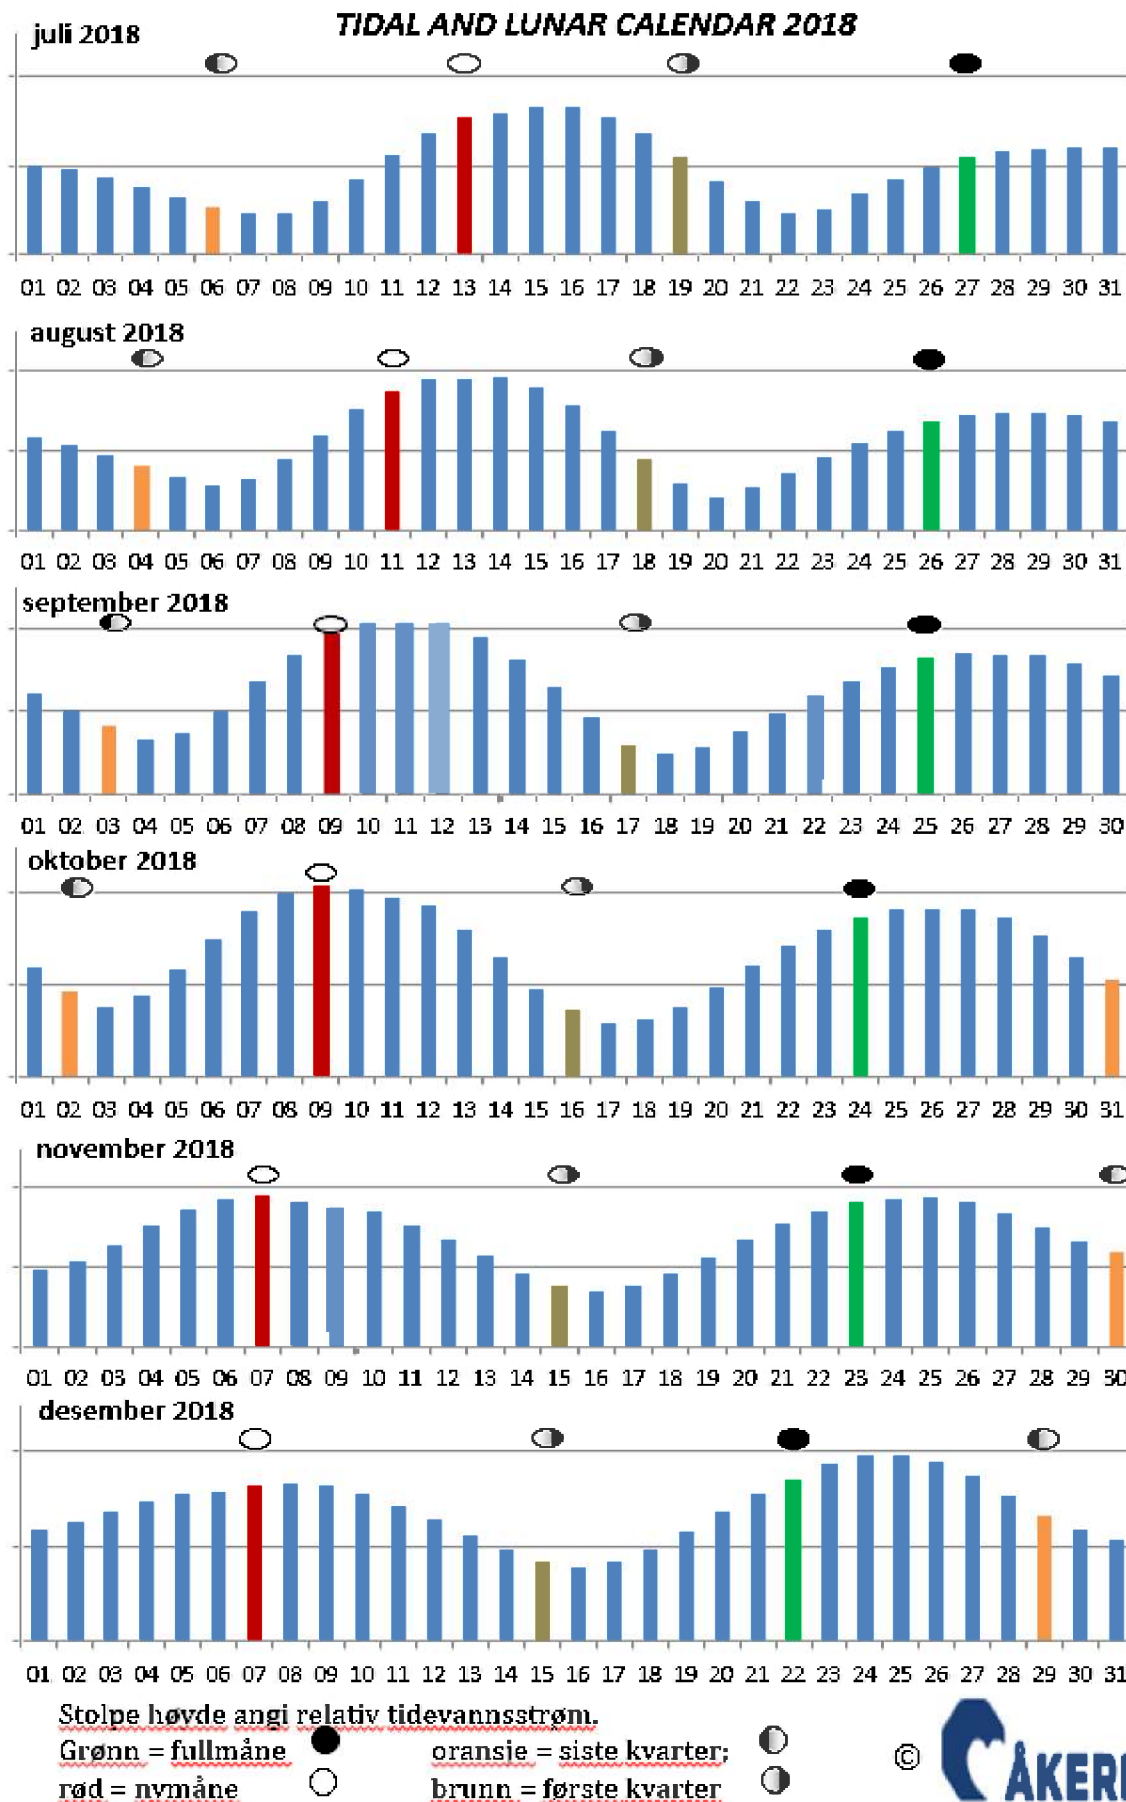 TIDAL AND LUNAR CALENDAR 2018
juli 2018
01 02 03 04 05 06 07 08 09 10 11 12 13 14 15 16 17 18 19 20 21 22 23 24 25 26 27 28 29 30 31
august 2018
01 02 03 04 05 06 07 08 09 10 11 12 13 14 15 16 17 18 19 20 21 22 23 24 25 26 27 28 29 30 31
september 2018
01 02 03 04 05 06 07 08 09 10 11 12 13 14 15 16 17 18 19 20 21 22 23 24 25 26 27 28 29 30
oktober 2018
01 02 03 04 05 06 07 08 09 10 11 12 13 14 15 16 17 18 19 20 21 22 23 24 25 26 27 28 29 30 31
november 2018
01 02 03 04 05 06 07 08 09 10 11 12 13 14 15 16 17 18 19 20 21 22 23 24 25 26 27 28 29 30
desember 2018
01 02 03 04 05 06 07 08 09 10 11 12 13 14 15 16 17 18 19 20 21 22 23 24 25 26 27 28 29 30 31
Stolpe høyde angi relativ tidevannsstrøm.
Grønn = fullmåne oransje = siste kvarter;
rød = nymåne brunn = første kvarter
©